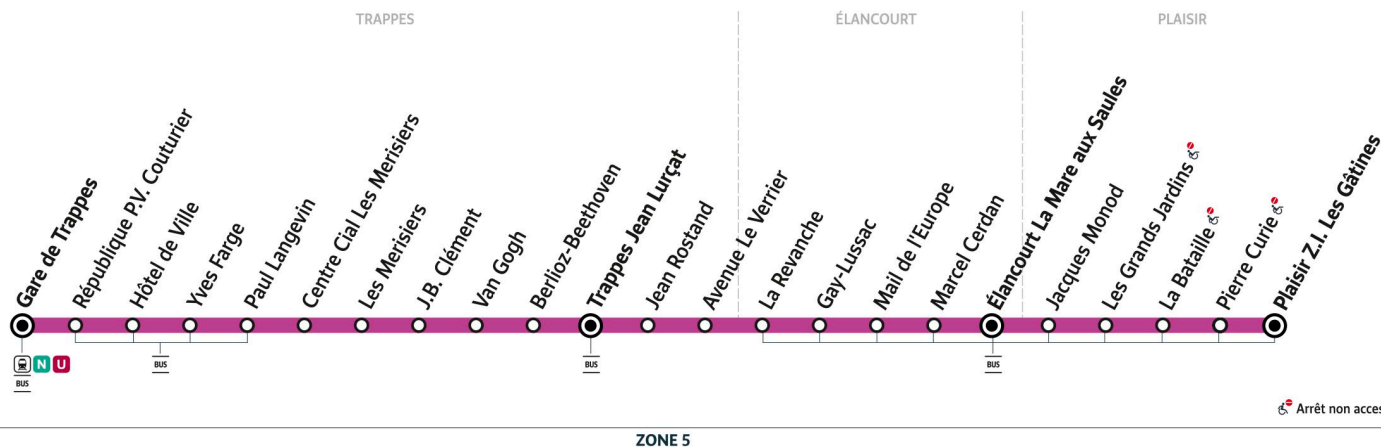 TRAPPES
ÉLANCOURT
PLAISIR
Gare de Trappes
République P.V. Couturier
Hôtel de Ville
Yves Farge
Paul Langevin
Centre Cial Les Merisiers
Les Merisiers
J.B. Clément
Van Gogh
Berlioz-Beethoven
Trappes Jean Lurçat
Jean Rostand
Avenue Le Verrier
La Revanche
Gay-Lussac
Mail de l'Europe
Marcel Cerdan
Élancourt La Mare aux Saules
Jacques Monod
Les Grands Jardins
La Bataille
Pierre Curie
Plaisir Z.I. Les Gâtines
N U
BUS
BUS
BUS
BUS
Arrêt non acces
ZONE 5